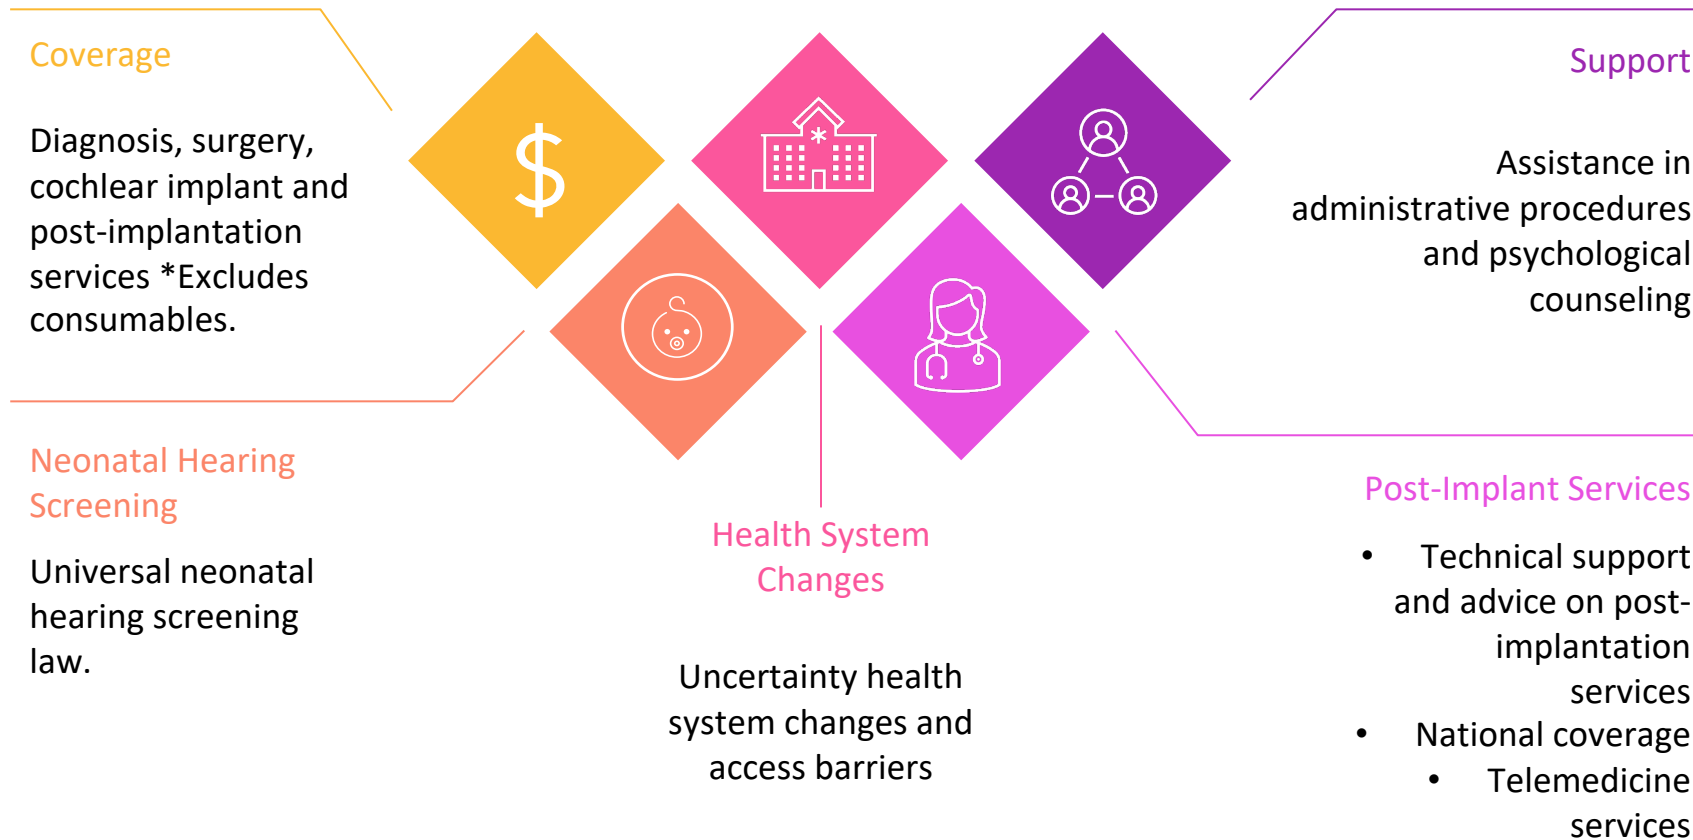 Coverage
Diagnosis, surgery,
cochlear implant and
post-implantation
services *Excludes
consumables.
$
Neonatal Hearing
Screening
Universal neonatal
hearing screening
law.
Health System
Changes
Uncertainty health
system changes and
access barriers
Support
Assistance in
administrative procedures
and psychological
counseling
Post-Implant Services
• Technical support
and advice on post-
implantation
services
• National coverage
• Telemedicine
services